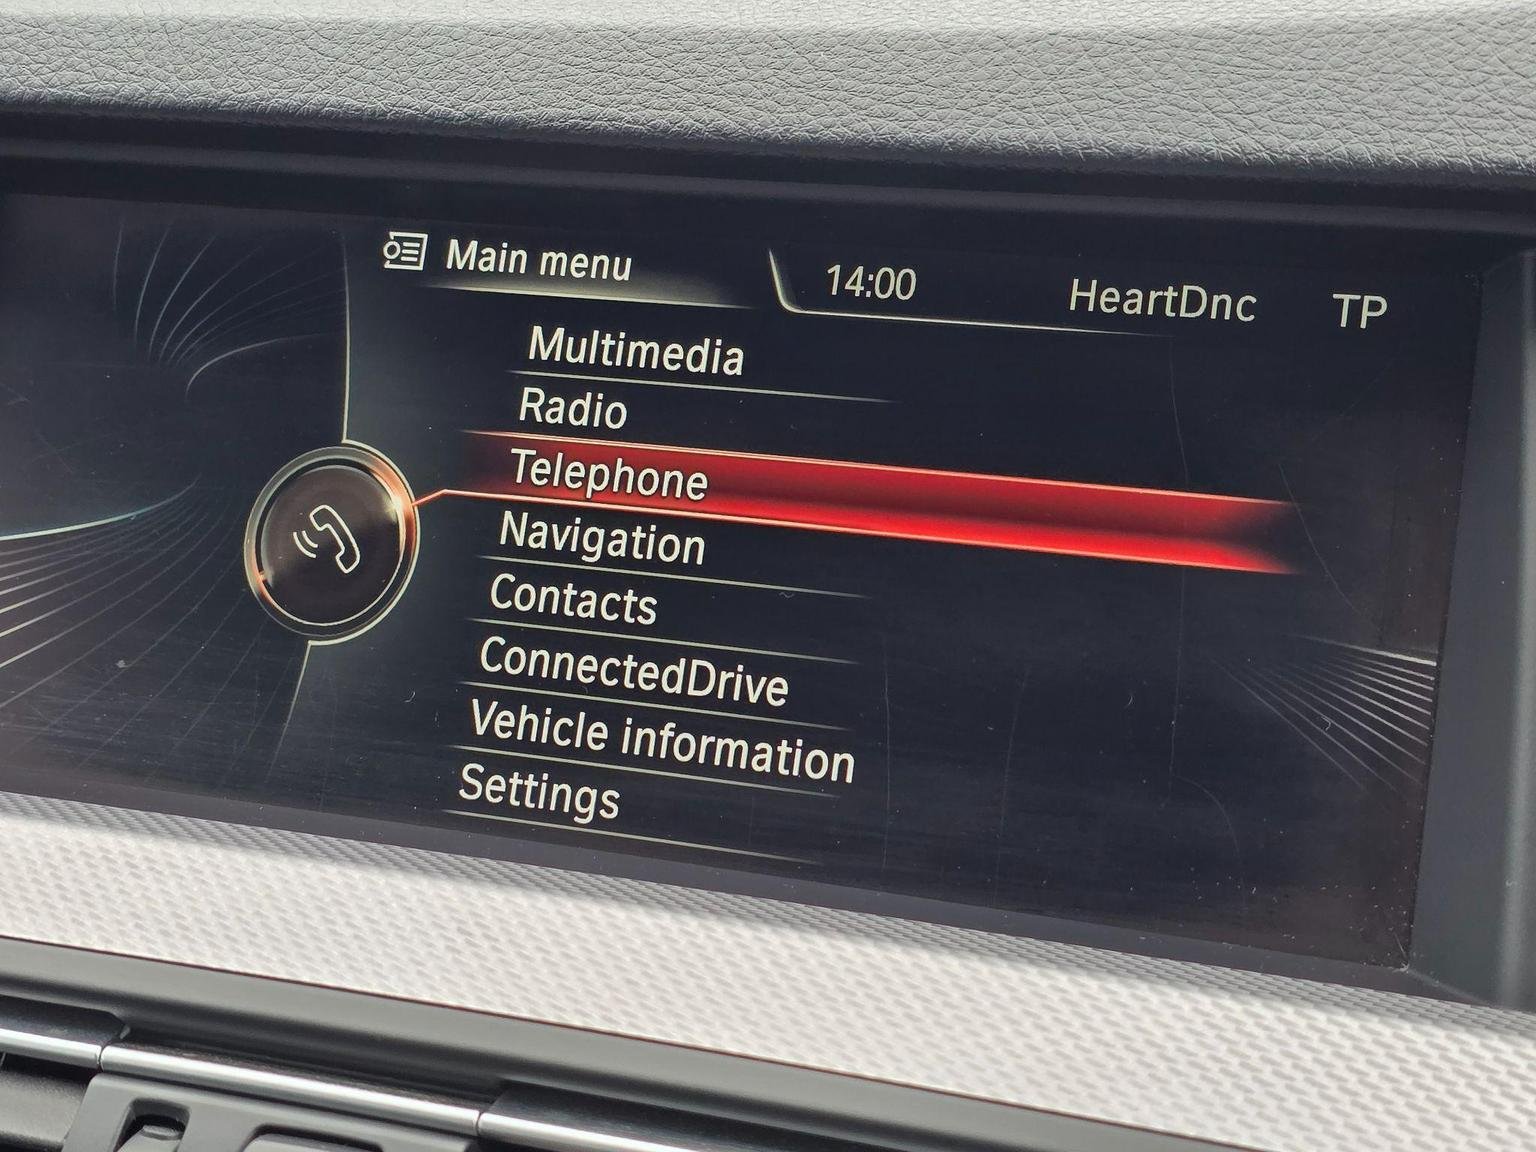 Main menu 14:00 HeartDnc TP
Multimedia
Radio
Telephone
Navigation
Contacts
ConnectedDrive
Vehicle information
Settings